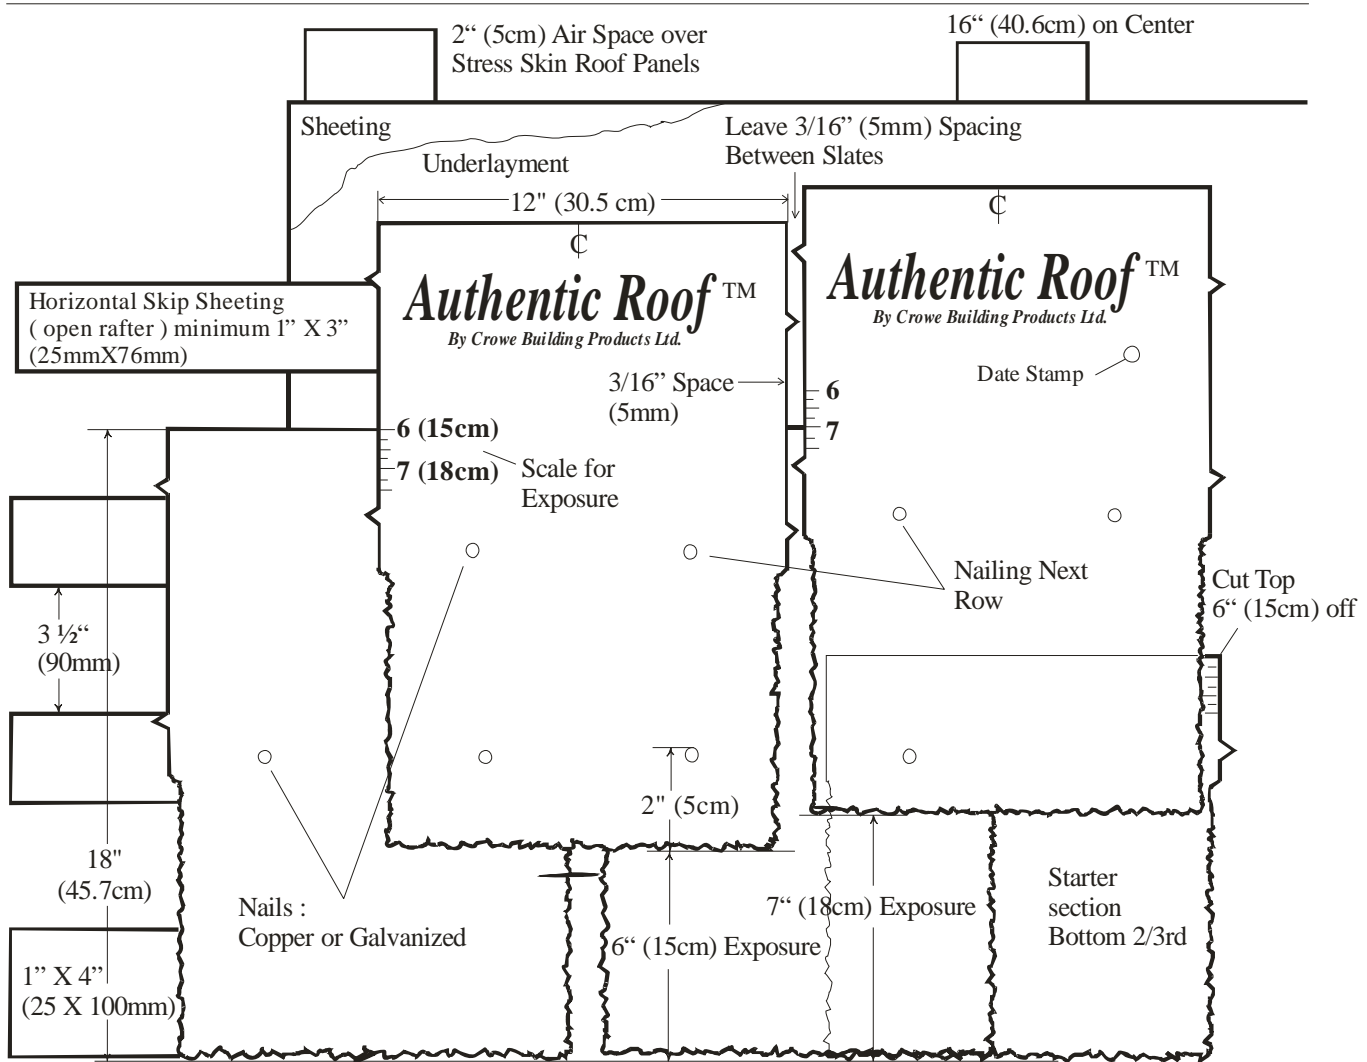 2“ (5cm) Air Space over
Stress Skin Roof Panels
16“ (40.6cm) on Center
Sheeting
Underlayment
Leave 3/16” (5mm) Spacing
Between Slates
12" (30.5 cm)
C
C
Authentic Roof TM
By Crowe Building Products Ltd.
Authentic Roof TM
By Crowe Building Products Ltd.
Horizontal Skip Sheeting
( open rafter ) minimum 1” X 3”
(25mmX76mm)
Date Stamp
3/16” Space
(5mm)
6
7
6 (15cm)
7 (18cm)
Scale for
Exposure
Nailing Next
Row
Cut Top
6“ (15cm) off
3 ½“
(90mm)
2" (5cm)
18"
(45.7cm)
Nails :
Copper or Galvanized
7“ (18cm) Exposure
6“ (15cm) Exposure
Starter
section
Bottom 2/3rd
1” X 4”
(25 X 100mm)